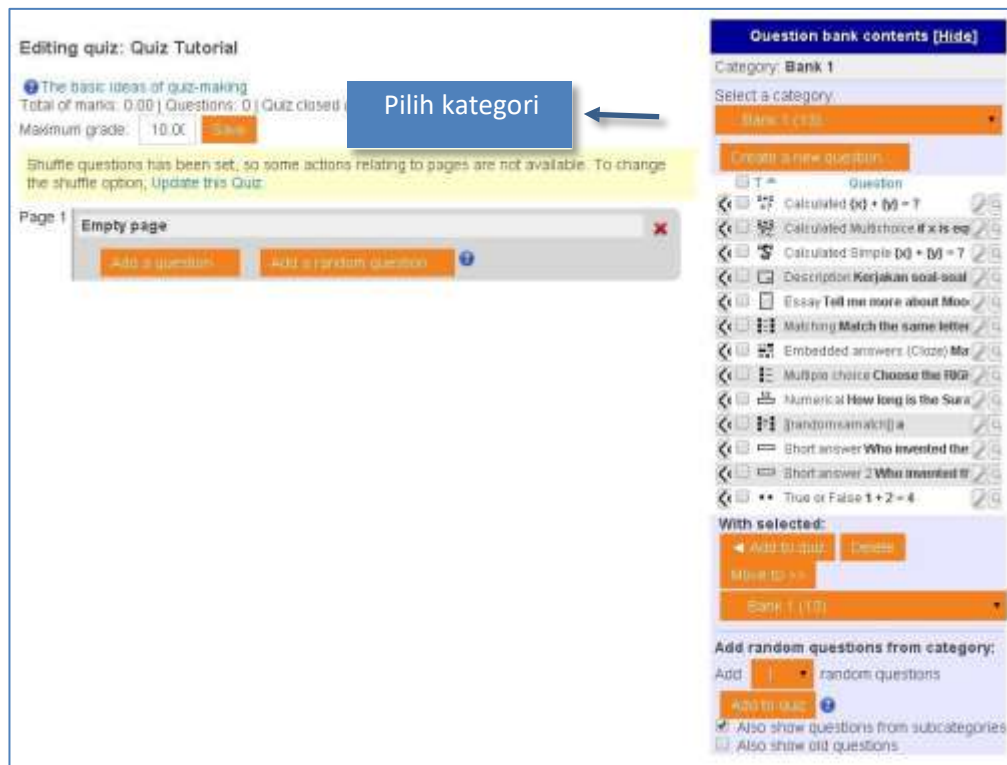 Editing quiz: Quiz Tutorial
The basic ideas of quiz-making
Total of marks: 0.00 | Questions: 0 | Quiz closed
Maximum grade: 10.00 Save
Pilih kategori
Shuffle questions has been set, so some actions relating to pages are not available. To change
the shuffle option, Update this Quiz
Page 1
Empty page
Add a question
Add a random question
Question bank contents [Hide]
Category: Bank 1
Select a category
Bank 1 (13)
Create a new question
T Question
Calculated {x} + {y} = ?
Calculated Multichoice if x is eq
Calculated Simple {x} + {y} = ?
Description Kerjakan soal-soal
Essay Tell me more about Moo
Matching Match the same letter
Embedded answers (Cloze) Ma
Multiple choice Choose the RIGH
Numerical How long is the Sura
[[randomsamatch]] a
Short answer Who invented the
Short answer 2 Who invented th
True or False 1 + 2 = 4
With selected:
Add to quiz Delete
Move to >>
Bank 1 (13)
Add random questions from category:
Add random questions
Add to quiz
Also show questions from subcategories
Also show old questions